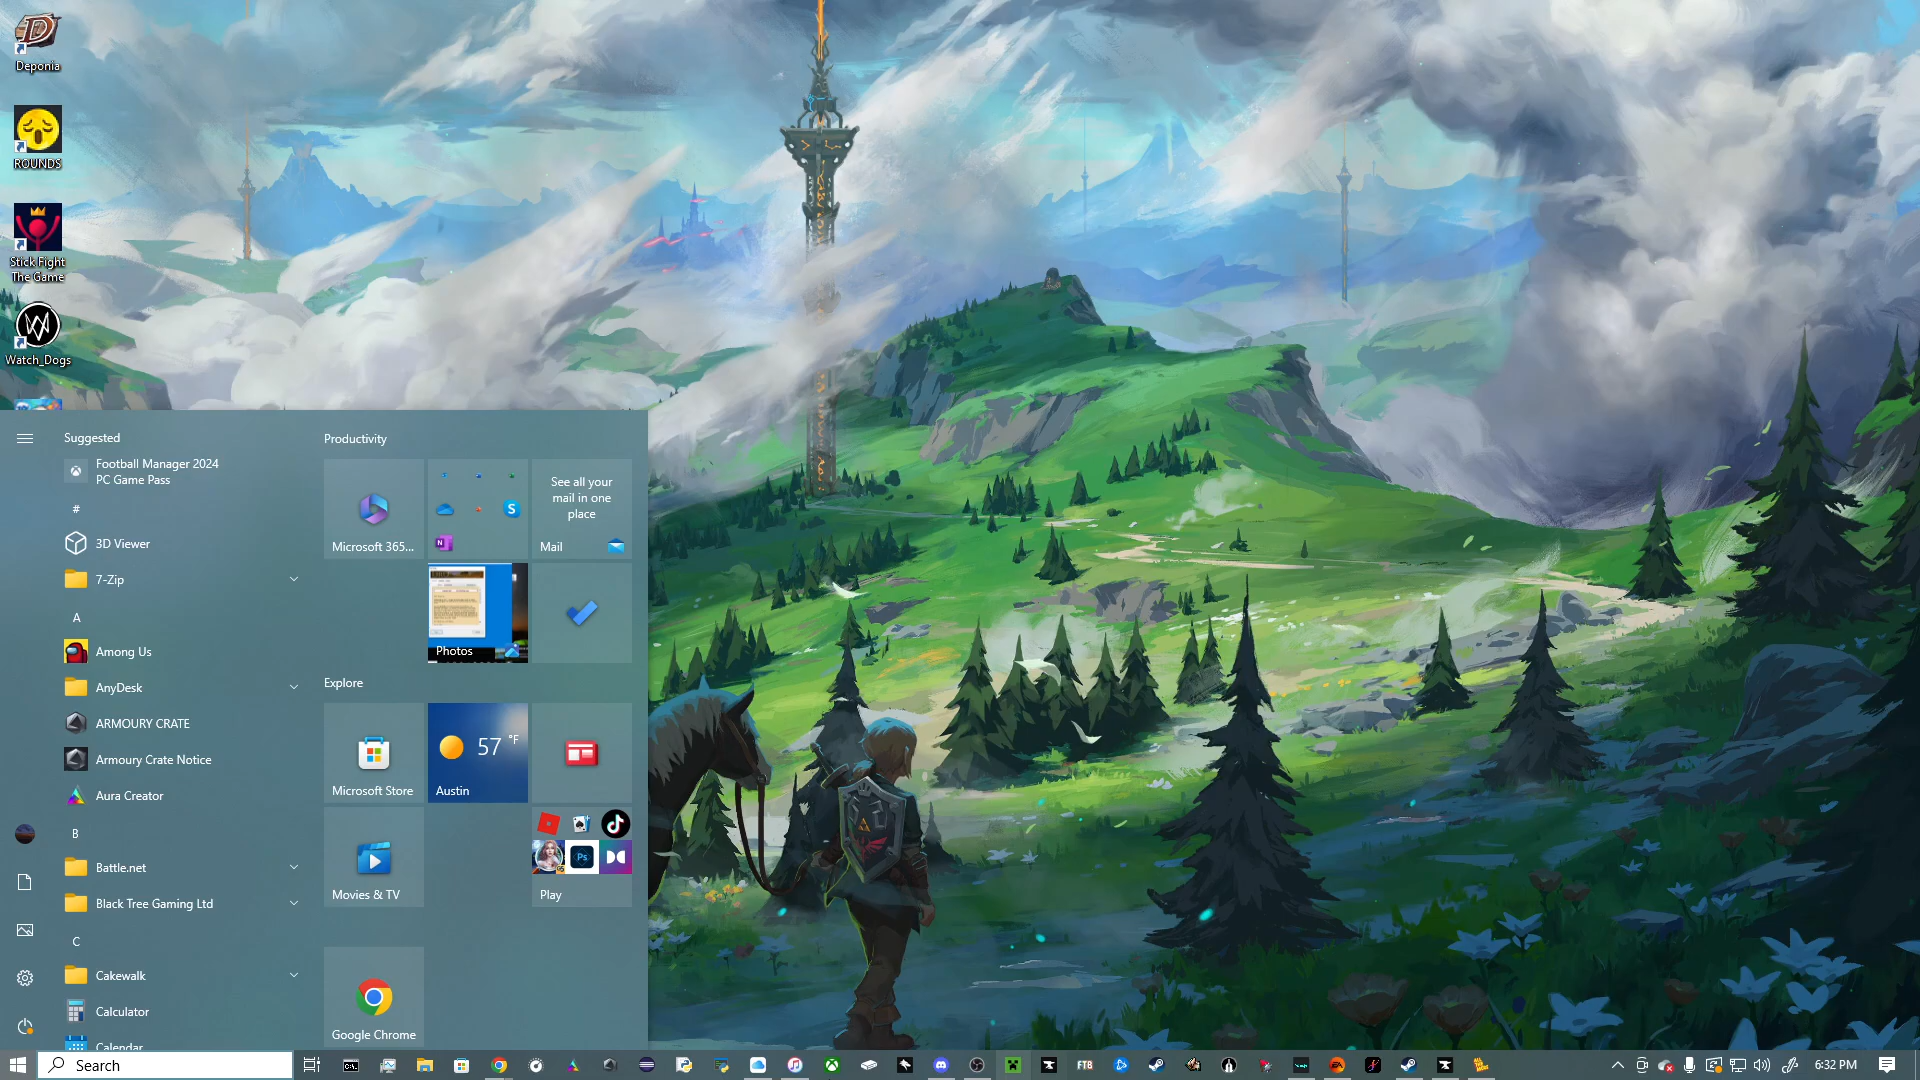 Deponia
ROUNDS
Stick Fight
The Game
Watch_Dogs
Suggested
Football Manager 2024
PC Game Pass
#
3D Viewer
7-Zip
A
Among Us
AnyDesk
ARMOURY CRATE
Armoury Crate Notice
Aura Creator
B
Battle.net
Black Tree Gaming Ltd
C
Cakewalk
Calculator
Calendar
Productivity
Microsoft 365...
S
N
See all your
mail in one
place
Mail
Photos
Explore
Microsoft Store
57 °F
Austin
Movies & TV
Ps
Play
Google Chrome
Search
FTB
EA
6:32 PM